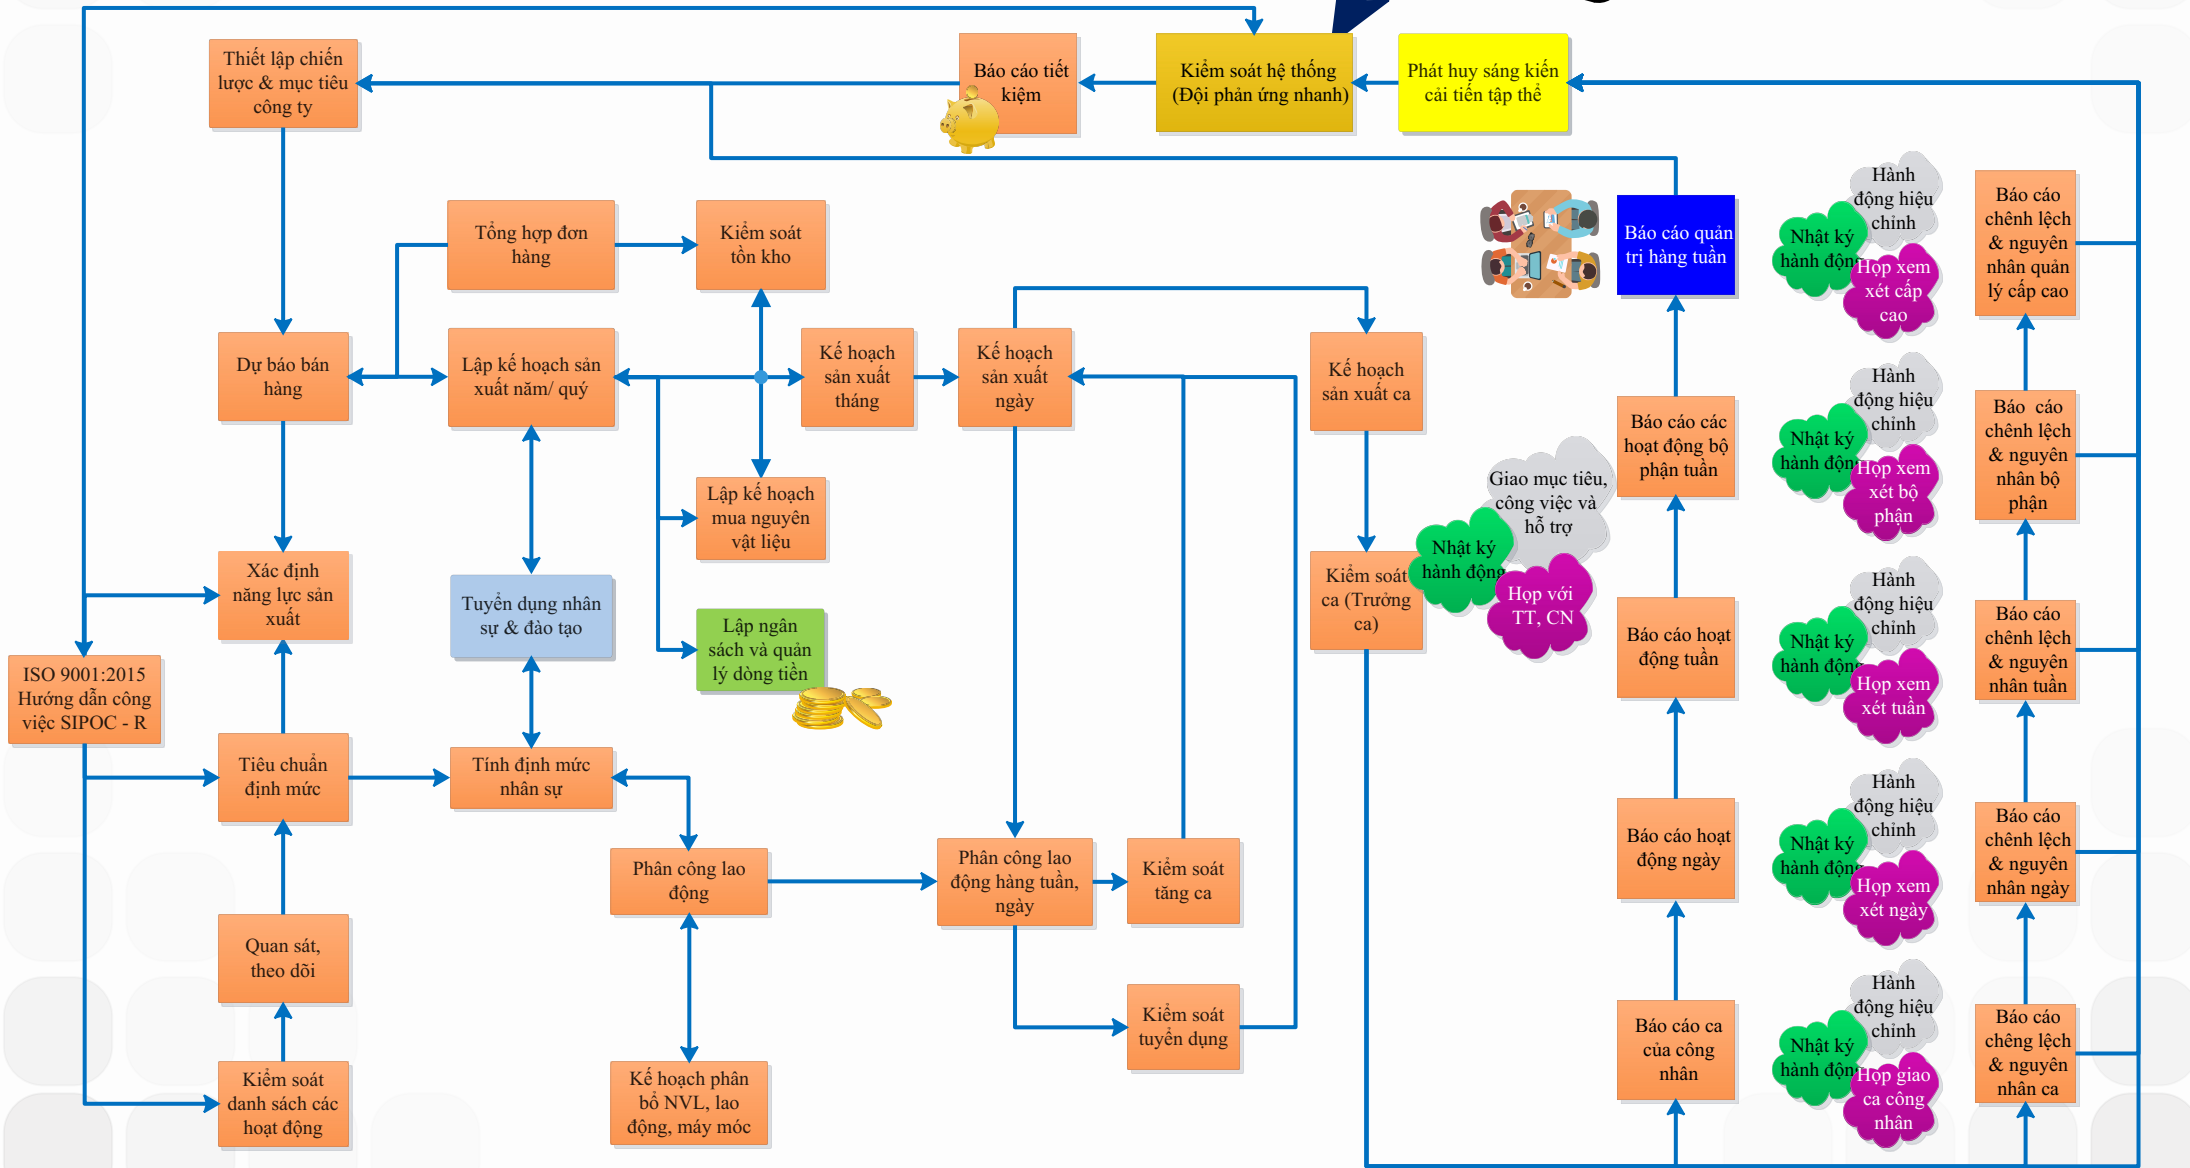 Thiết lập chiến
lược & mục tiêu
công ty
Báo cáo tiết
kiệm
Kiểm soát hệ thống
(Đội phản ứng nhanh)
Phát huy sáng kiến
cải tiến tập thể
Tổng hợp đơn
hàng
Kiểm soát
tồn kho
Dự báo bán
hàng
Lập kế hoạch sản
xuất năm/ quý
Kế hoạch
sản xuất
tháng
Kế hoạch
sản xuất
ngày
Kế hoạch
sản xuất ca
Lập kế hoạch
mua nguyên
vật liệu
Xác định
năng lực sản
xuất
Tuyển dụng nhân
sự & đào tạo
Lập ngân
sách và quản
lý dòng tiền
Kiểm soát
ca (Trưởng
ca)
Giao mục tiêu,
công việc và
hỗ trợ
Nhật ký
hành động
Họp với
TT, CN
ISO 9001:2015
Hướng dẫn công
việc SIPOC - R
Tiêu chuẩn
định mức
Tính định mức
nhân sự
Phân công lao
động
Phân công lao
động hàng tuần,
ngày
Kiểm soát
tăng ca
Quan sát,
theo dõi
Kiểm soát
tuyển dụng
Kiểm soát
danh sách các
hoạt động
Kế hoạch phân
bổ NVL, lao
động, máy móc
Báo cáo quản
trị hàng tuần
Hành
động hiệu
chỉnh
Nhật ký
hành động
Họp xem
xét cấp
cao
Báo cáo
chênh lệch
& nguyên
nhân quản
lý cấp cao
Báo cáo các
hoạt động bộ
phận tuần
Hành
động hiệu
chỉnh
Nhật ký
hành động
Họp xem
xét bộ
phận
Báo cáo
chênh lệch
& nguyên
nhân bộ
phận
Báo cáo hoạt
động tuần
Hành
động hiệu
chỉnh
Nhật ký
hành động
Họp xem
xét tuần
Báo cáo
chênh lệch
& nguyên
nhân tuần
Báo cáo hoạt
động ngày
Hành
động hiệu
chỉnh
Nhật ký
hành động
Họp xem
xét ngày
Báo cáo
chênh lệch
& nguyên
nhân ngày
Báo cáo ca
của công
nhân
Hành
động hiệu
chỉnh
Nhật ký
hành động
Họp giao
ca công
nhân
Báo cáo
chêng lệch
& nguyên
nhân ca